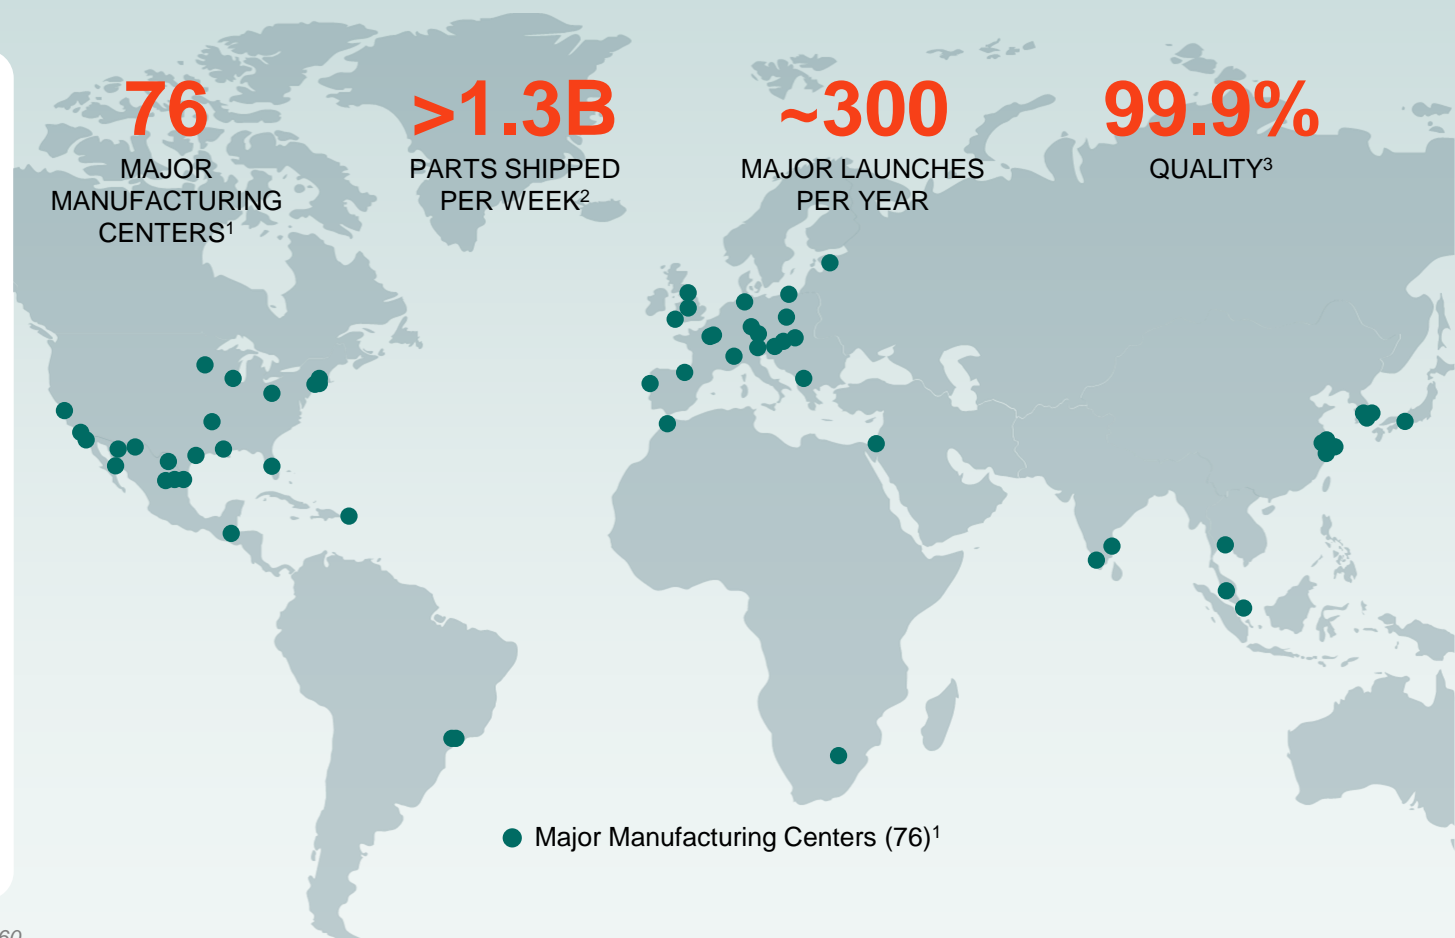 76
MAJOR
MANUFACTURING
CENTERS¹
>1.3B
PARTS SHIPPED
PER WEEK²
~300
MAJOR LAUNCHES
PER YEAR
99.9%
QUALITY³
Major Manufacturing Centers (76)¹